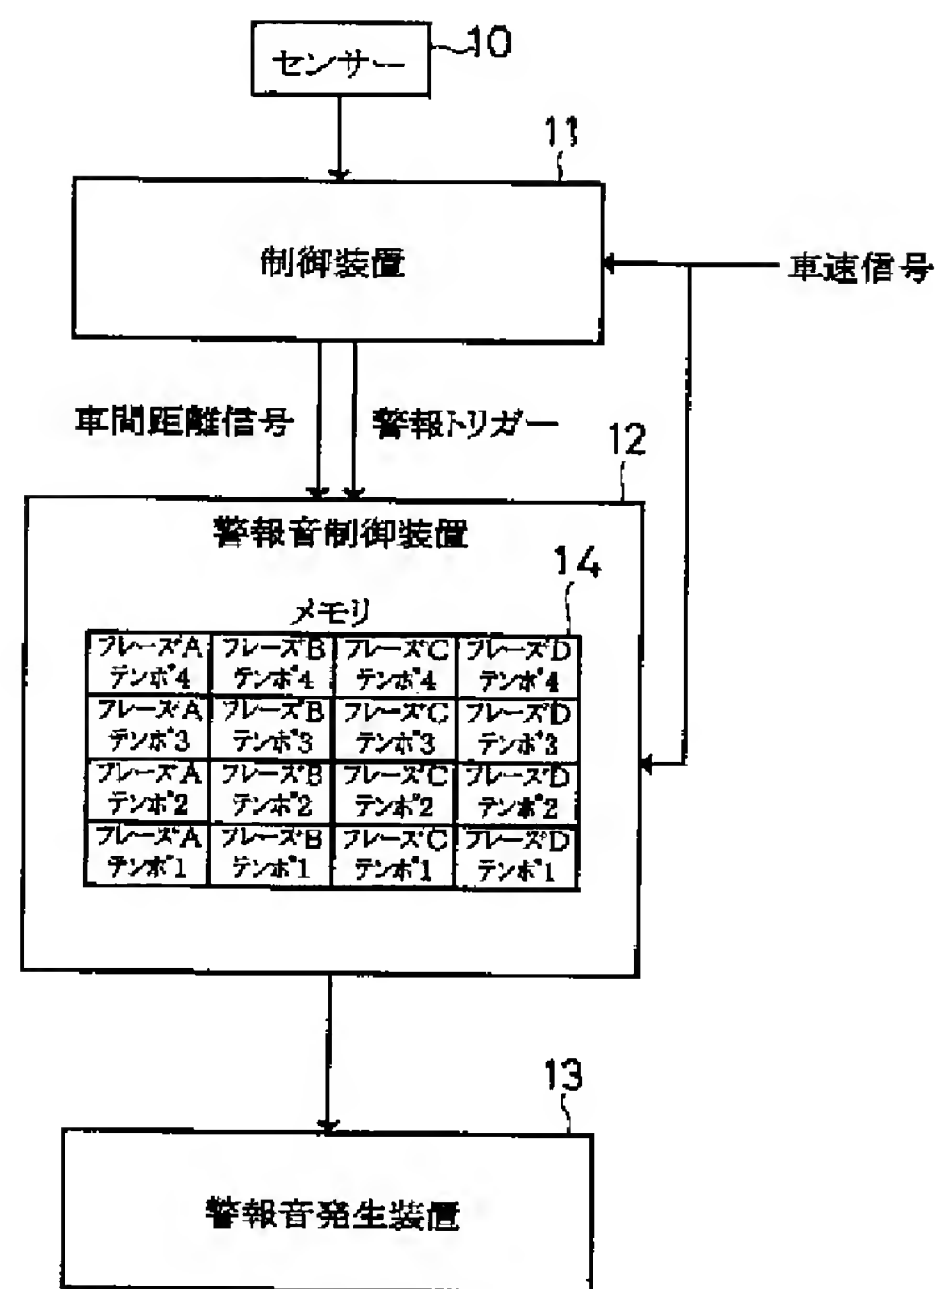 10
センサー
11
制御装置
車速信号
車間距離信号 警報トリガー
12
警報音制御装置
14
メモリ
フレーズA フレーズB フレーズC フレーズD
テンポ4 テンポ4 テンポ4 テンポ4
フレーズA フレーズB フレーズC フレーズD
テンポ3 テンポ3 テンポ3 テンポ3
フレーズA フレーズB フレーズC フレーズD
テンポ2 テンポ2 テンポ2 テンポ2
フレーズA フレーズB フレーズC フレーズD
テンポ1 テンポ1 テンポ1 テンポ1
13
警報音発生装置